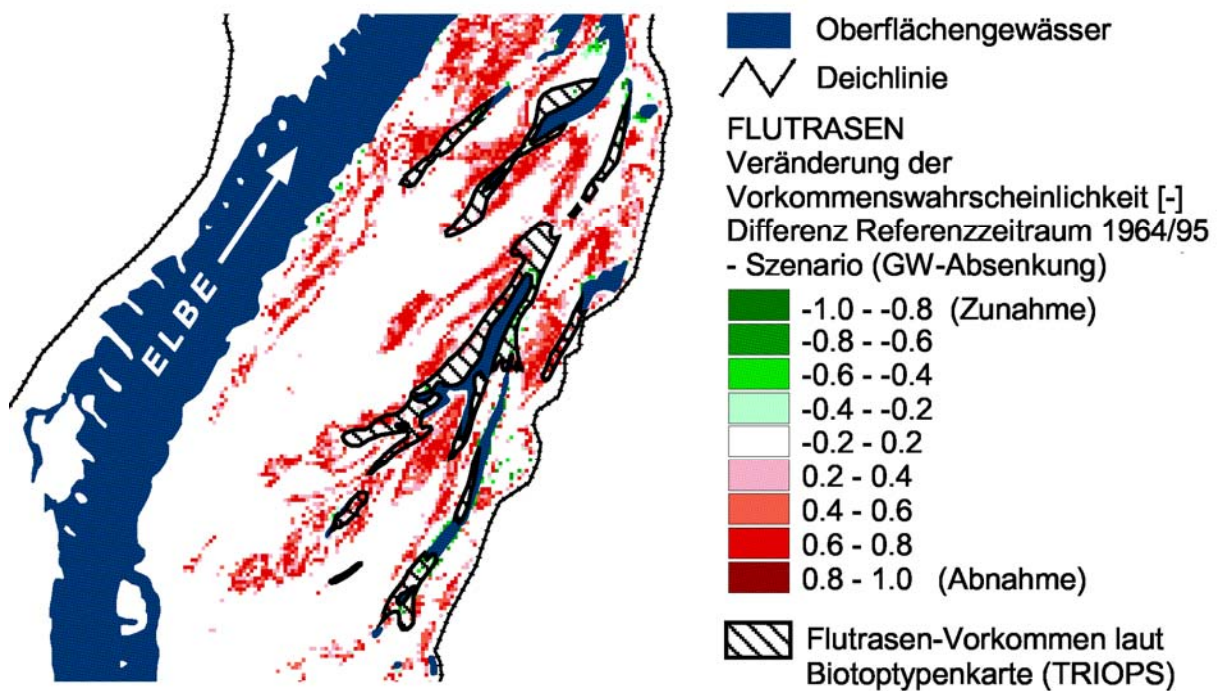 ELBE
Oberflächengewässer
Deichlinie
FLUTRASEN
Veränderung der
Vorkommenswahrscheinlichkeit [-]
Differenz Referenzzeitraum 1964/95
- Szenario (GW-Absenkung)
-1.0 - -0.8 (Zunahme)
-0.8 - -0.6
-0.6 - -0.4
-0.4 - -0.2
-0.2 - 0.2
0.2 - 0.4
0.4 - 0.6
0.6 - 0.8
0.8 - 1.0 (Abnahme)
Flutrasen-Vorkommen laut
Biotoptypenkarte (TRIOPS)